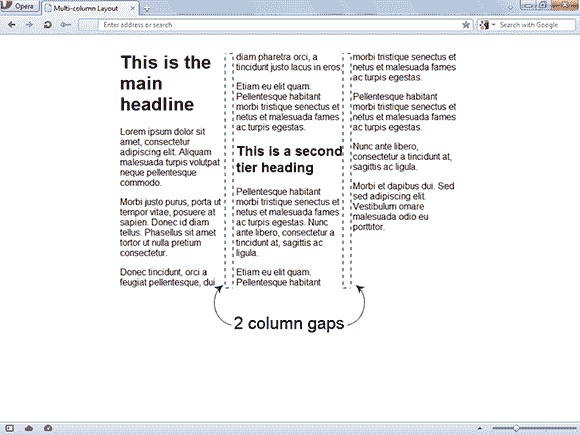 Opera
Multi-column Layout
Enter address or search
Search with Google
This is the
main
headline
Lorem ipsum dolor sit
amet, consectetur
adipiscing elit. Aliquam
malesuada turpis volutpat
neque pellentesque
commodo.
Morbi justo purus, porta ut
tempor vitae, posuere at
sapien. Donec id diam
tellus. Phasellus sit amet
tortor ut nulla pretium
consectetur.
Donec tincidunt, orci a
feugiat pellentesque, dui
diam pharetra orci, a
tincidunt justo lacus in eros.
Etiam eu elit quam.
Pellentesque habitant
morbi tristique senectus et
netus et malesuada fames
ac turpis egestas.
This is a second
tier heading
Pellentesque habitant
morbi tristique senectus et
netus et malesuada fames
ac turpis egestas. Nunc
ante libero, consectetur a
tincidunt at, sagittis ac
ligula.
Etiam eu elit quam.
Pellentesque habitant
morbi tristique senectus et
netus et malesuada fames
ac turpis egestas.
Pellentesque habitant
morbi tristique senectus et
netus et malesuada fames
ac turpis egestas.
Nunc ante libero,
consectetur a tincidunt at,
sagittis ac ligula.
Morbi et dapibus dui. Sed
sed adipiscing elit.
Vestibulum ornare
malesuada odio eu
porttitor.
2 column gaps